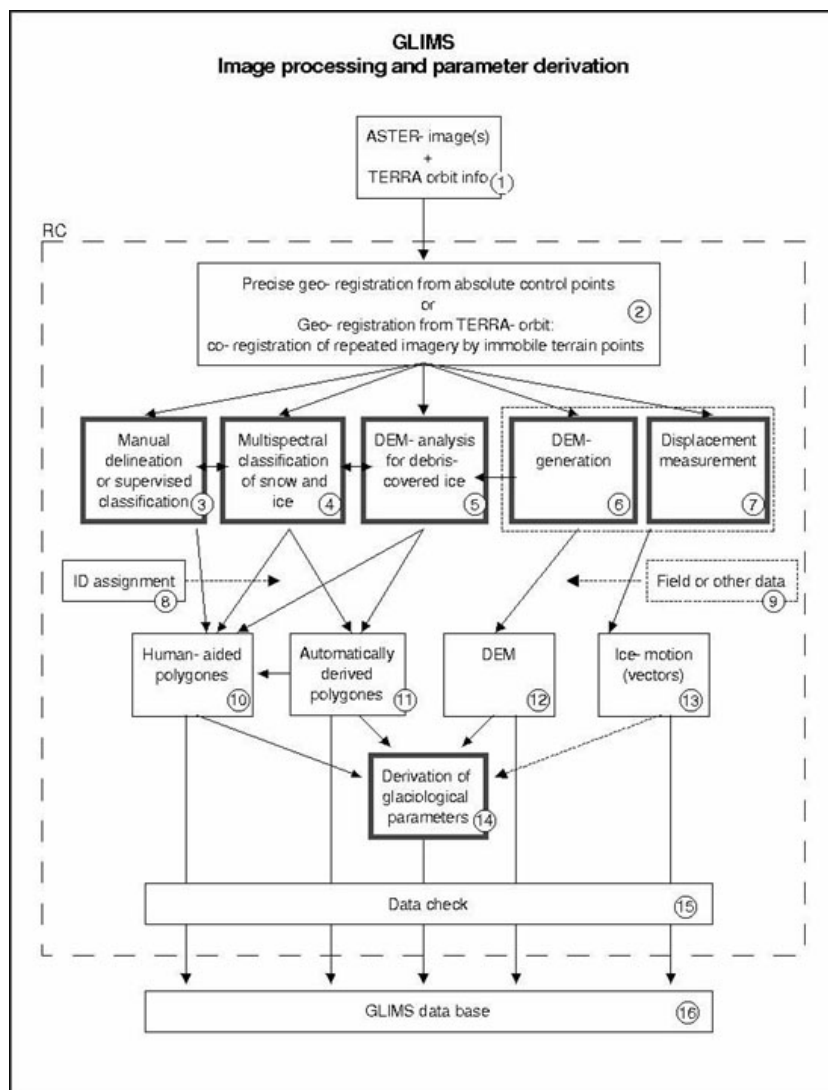 GLIMS
Image processing and parameter derivation
ASTER- image(s)
+
TERRA orbit info
1
RC
Precise geo- registration from absolute control points
or
Geo- registration from TERRA- orbit:
co- registration of repeated imagery by immobile terrain points
2
Manual
delineation
or supervised
classification
3
Multispectral
classification
of snow and
ice
4
DEM- analysis
for debris-
covered ice
5
DEM-
generation
6
Displacement
measurement
7
ID assignment
8
Field or other data
9
Human- aided
polygones
10
Automatically
derived
polygones
11
DEM
12
Ice- motion
(vectors)
13
Derivation of
glaciological
parameters
14
Data check
15
GLIMS data base
16